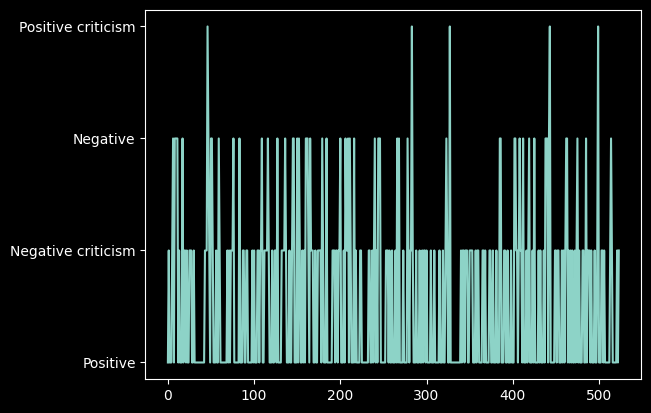 Positive criticism
Negative
Negative criticism
Positive
0 100 200 300 400 500